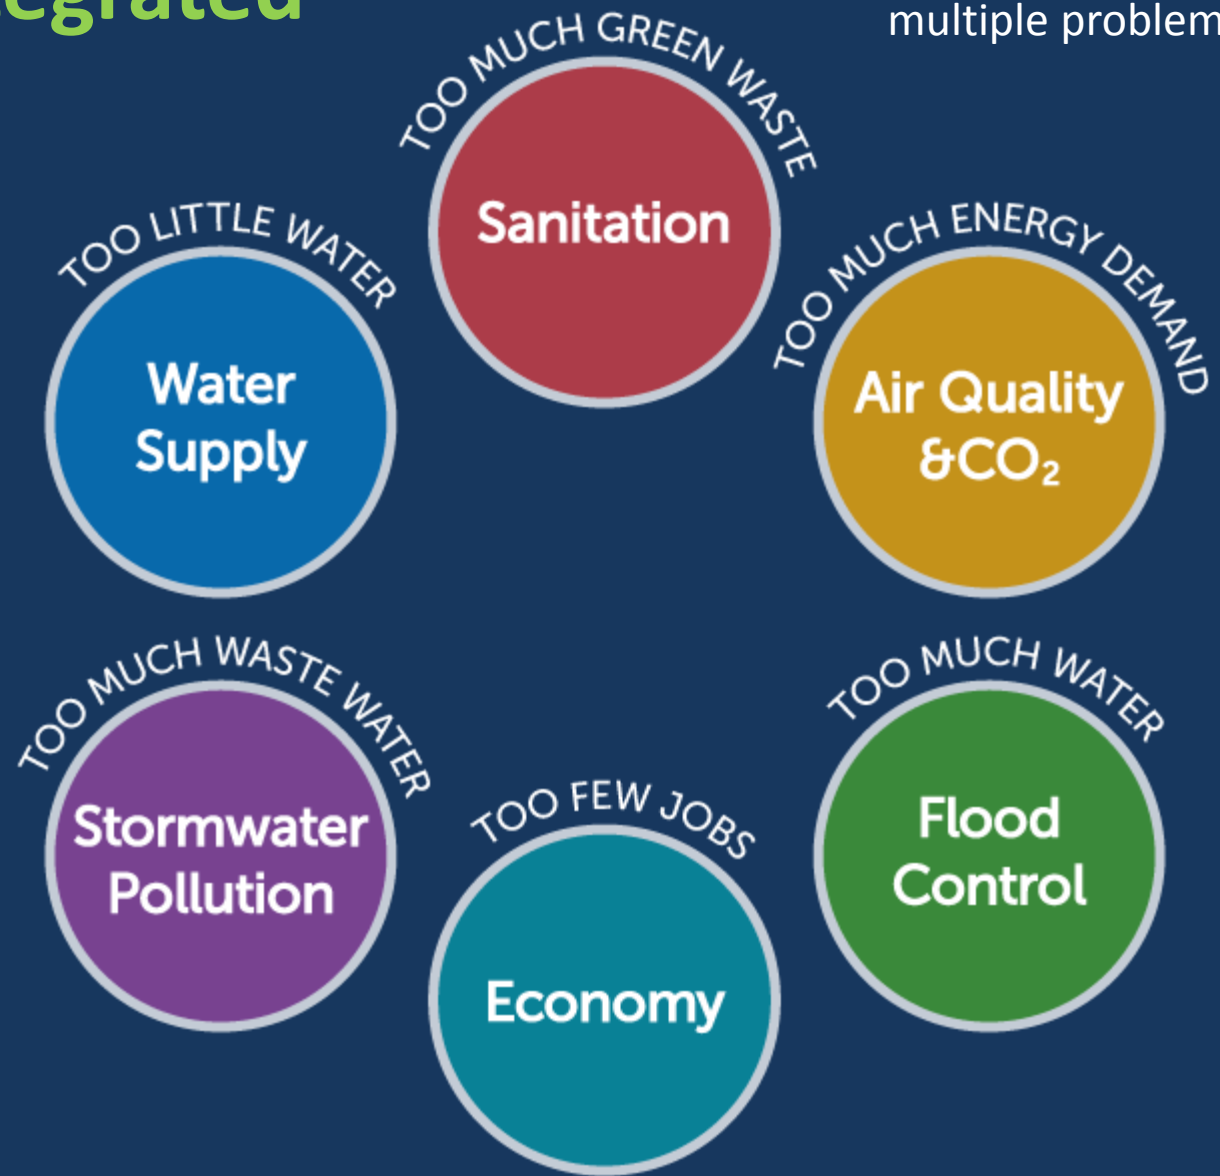 multiple problem
TOO MUCH GREEN WASTE
Sanitation
TOO LITTLE WATER
Water
Supply
TOO MUCH ENERGY DEMAND
Air Quality
&CO₂
TOO MUCH WASTE WATER
Stormwater
Pollution
TOO FEW JOBS
Economy
TOO MUCH WATER
Flood
Control